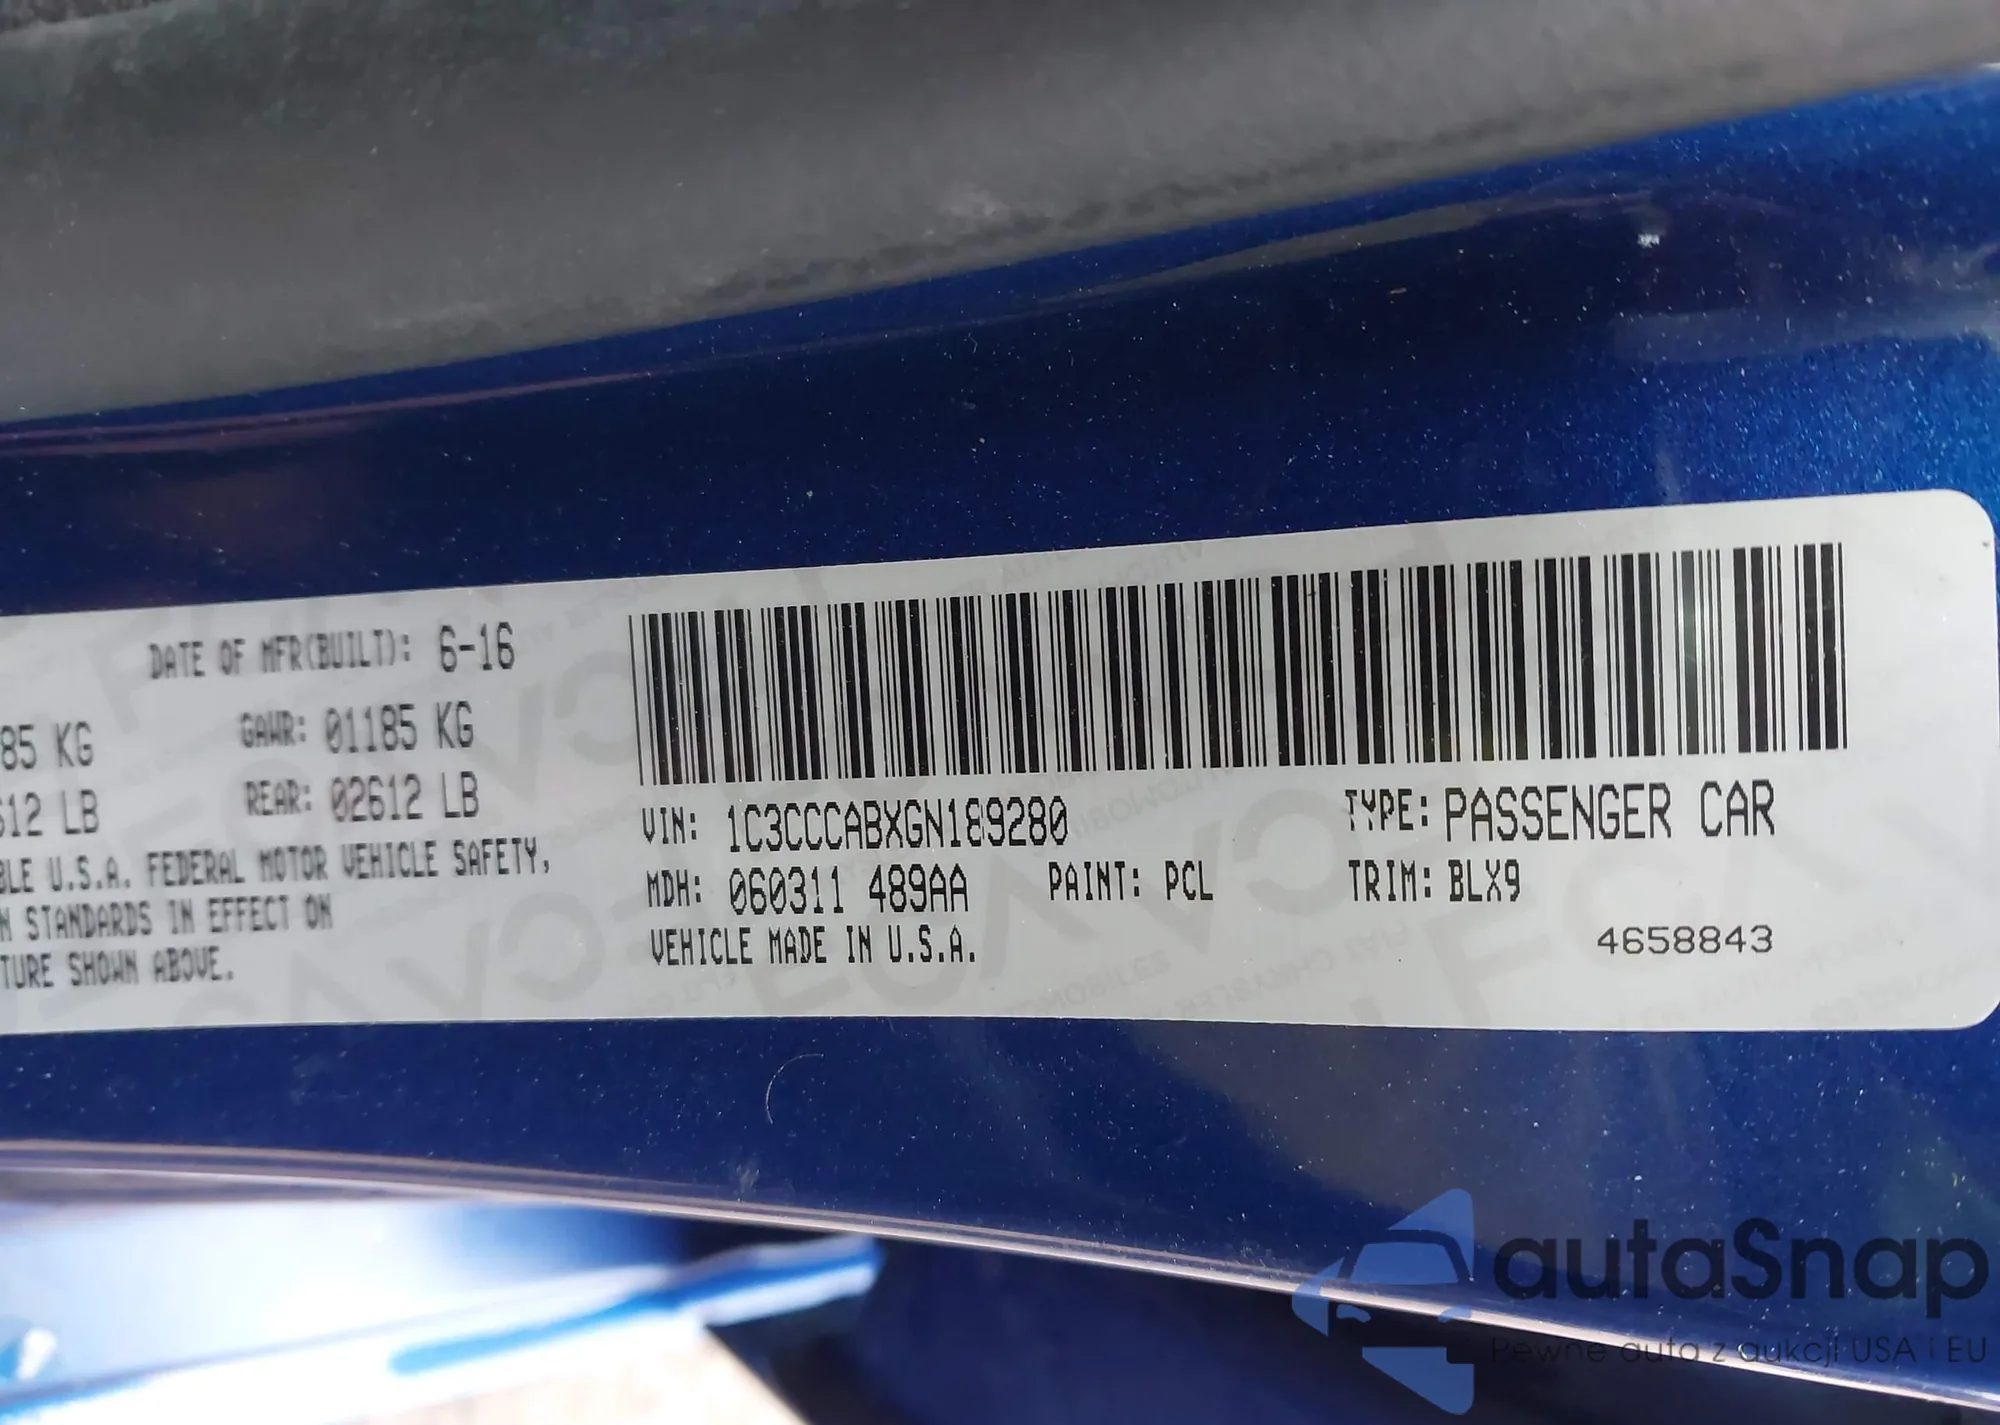 DATE OF MFR(BUILT): 6-16
85 KG GAWR: 01185 KG
612 LB REAR: 02612 LB
BLE U.S.A. FEDERAL MOTOR VEHICLE SAFETY,
N STANDARDS IN EFFECT ON
TURE SHOWN ABOVE.
VIN: 1C3CCCABXGN189280
TYPE: PASSENGER CAR
MDH: 060311 489AA PAINT: PCL TRIM: BLX9
VEHICLE MADE IN U.S.A.
4658843
autaSnap
Pewne auta z aukcji USA i EU